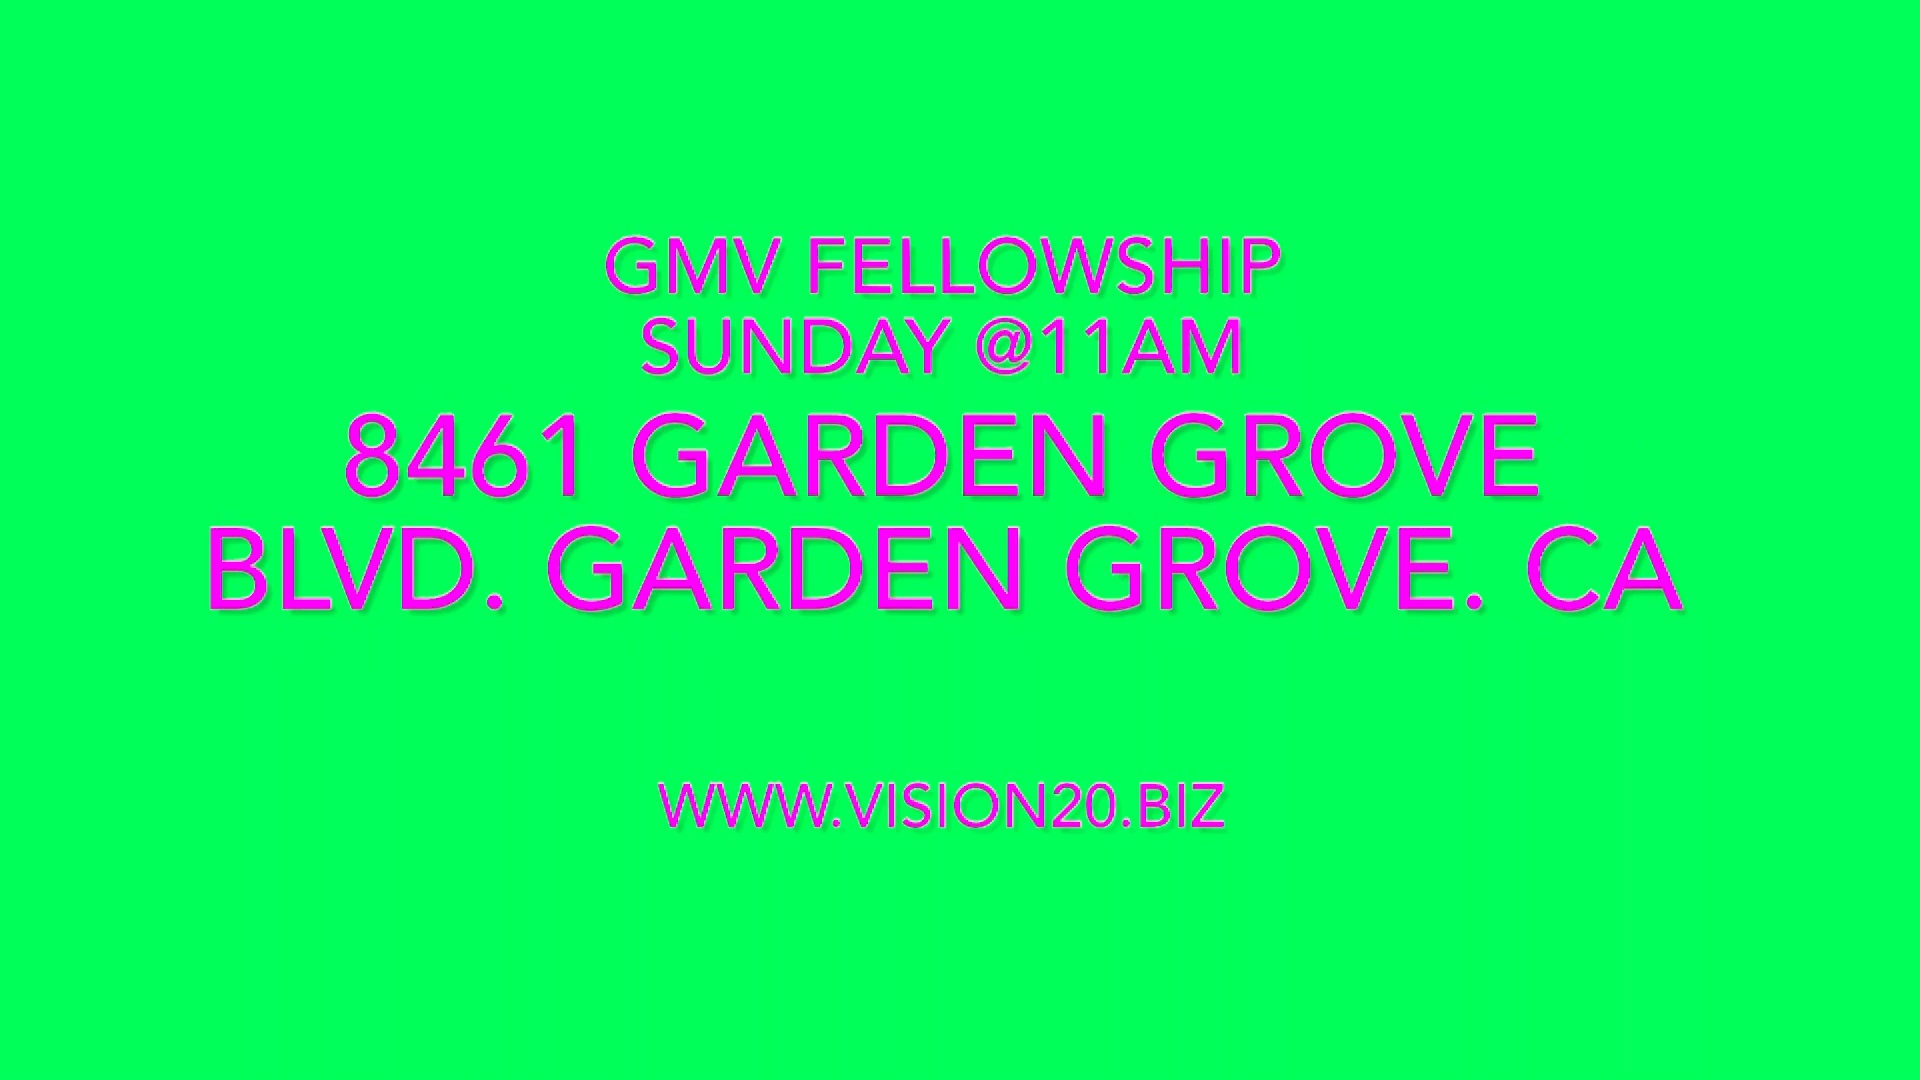 GMV FELLOWSHIP
SUNDAY @11AM
8461 GARDEN GROVE
BLVD. GARDEN GROVE. CA
WWW.VISION20.BIZ